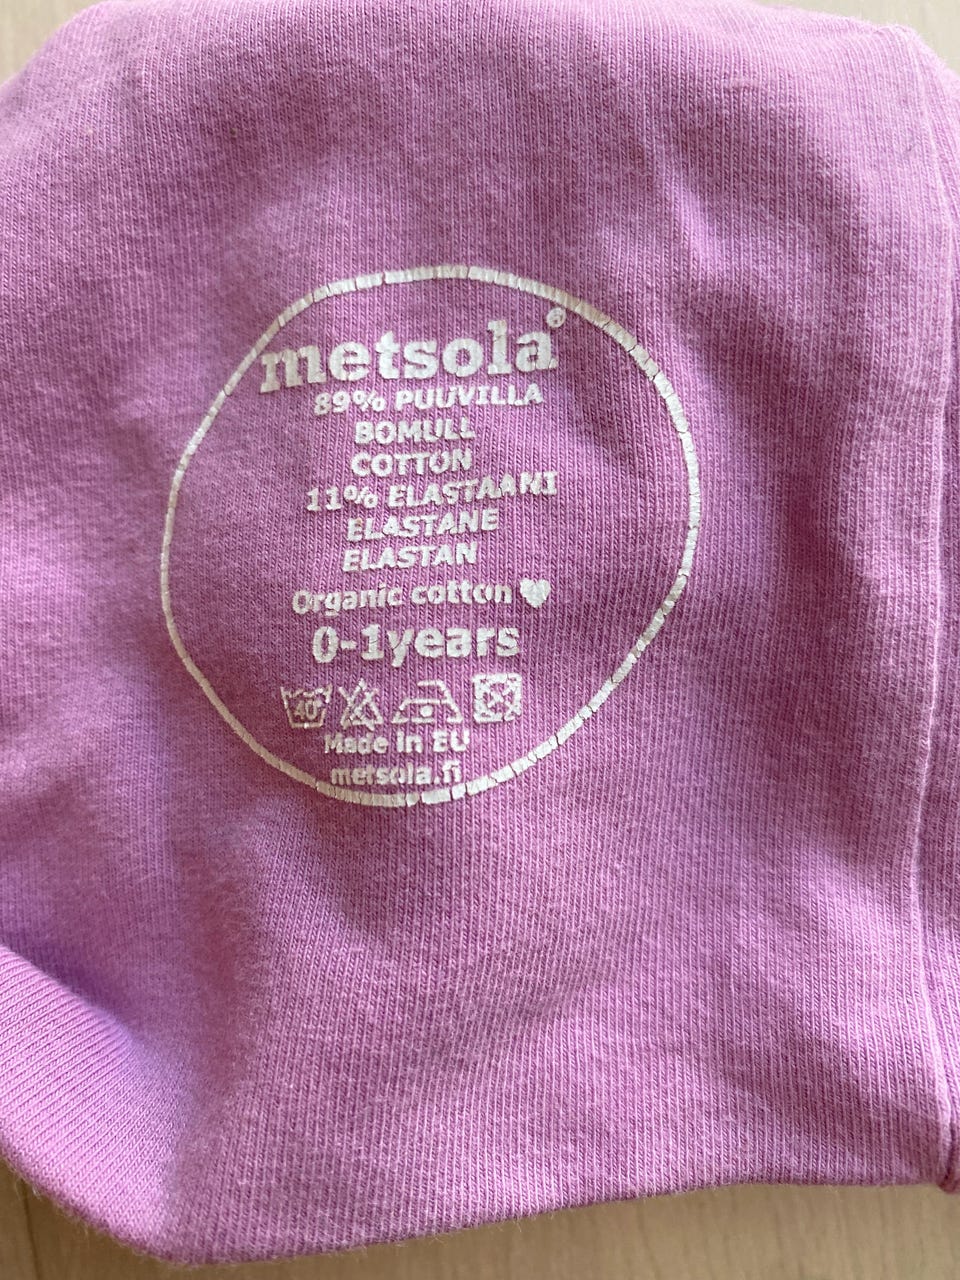 metsola®
89% PUUVILLA
BOMULL
COTTON
11% ELASTAANI
ELASTANE
ELASTAN
Organic cotton
0-1years
40°
Made in EU
metsola.fi